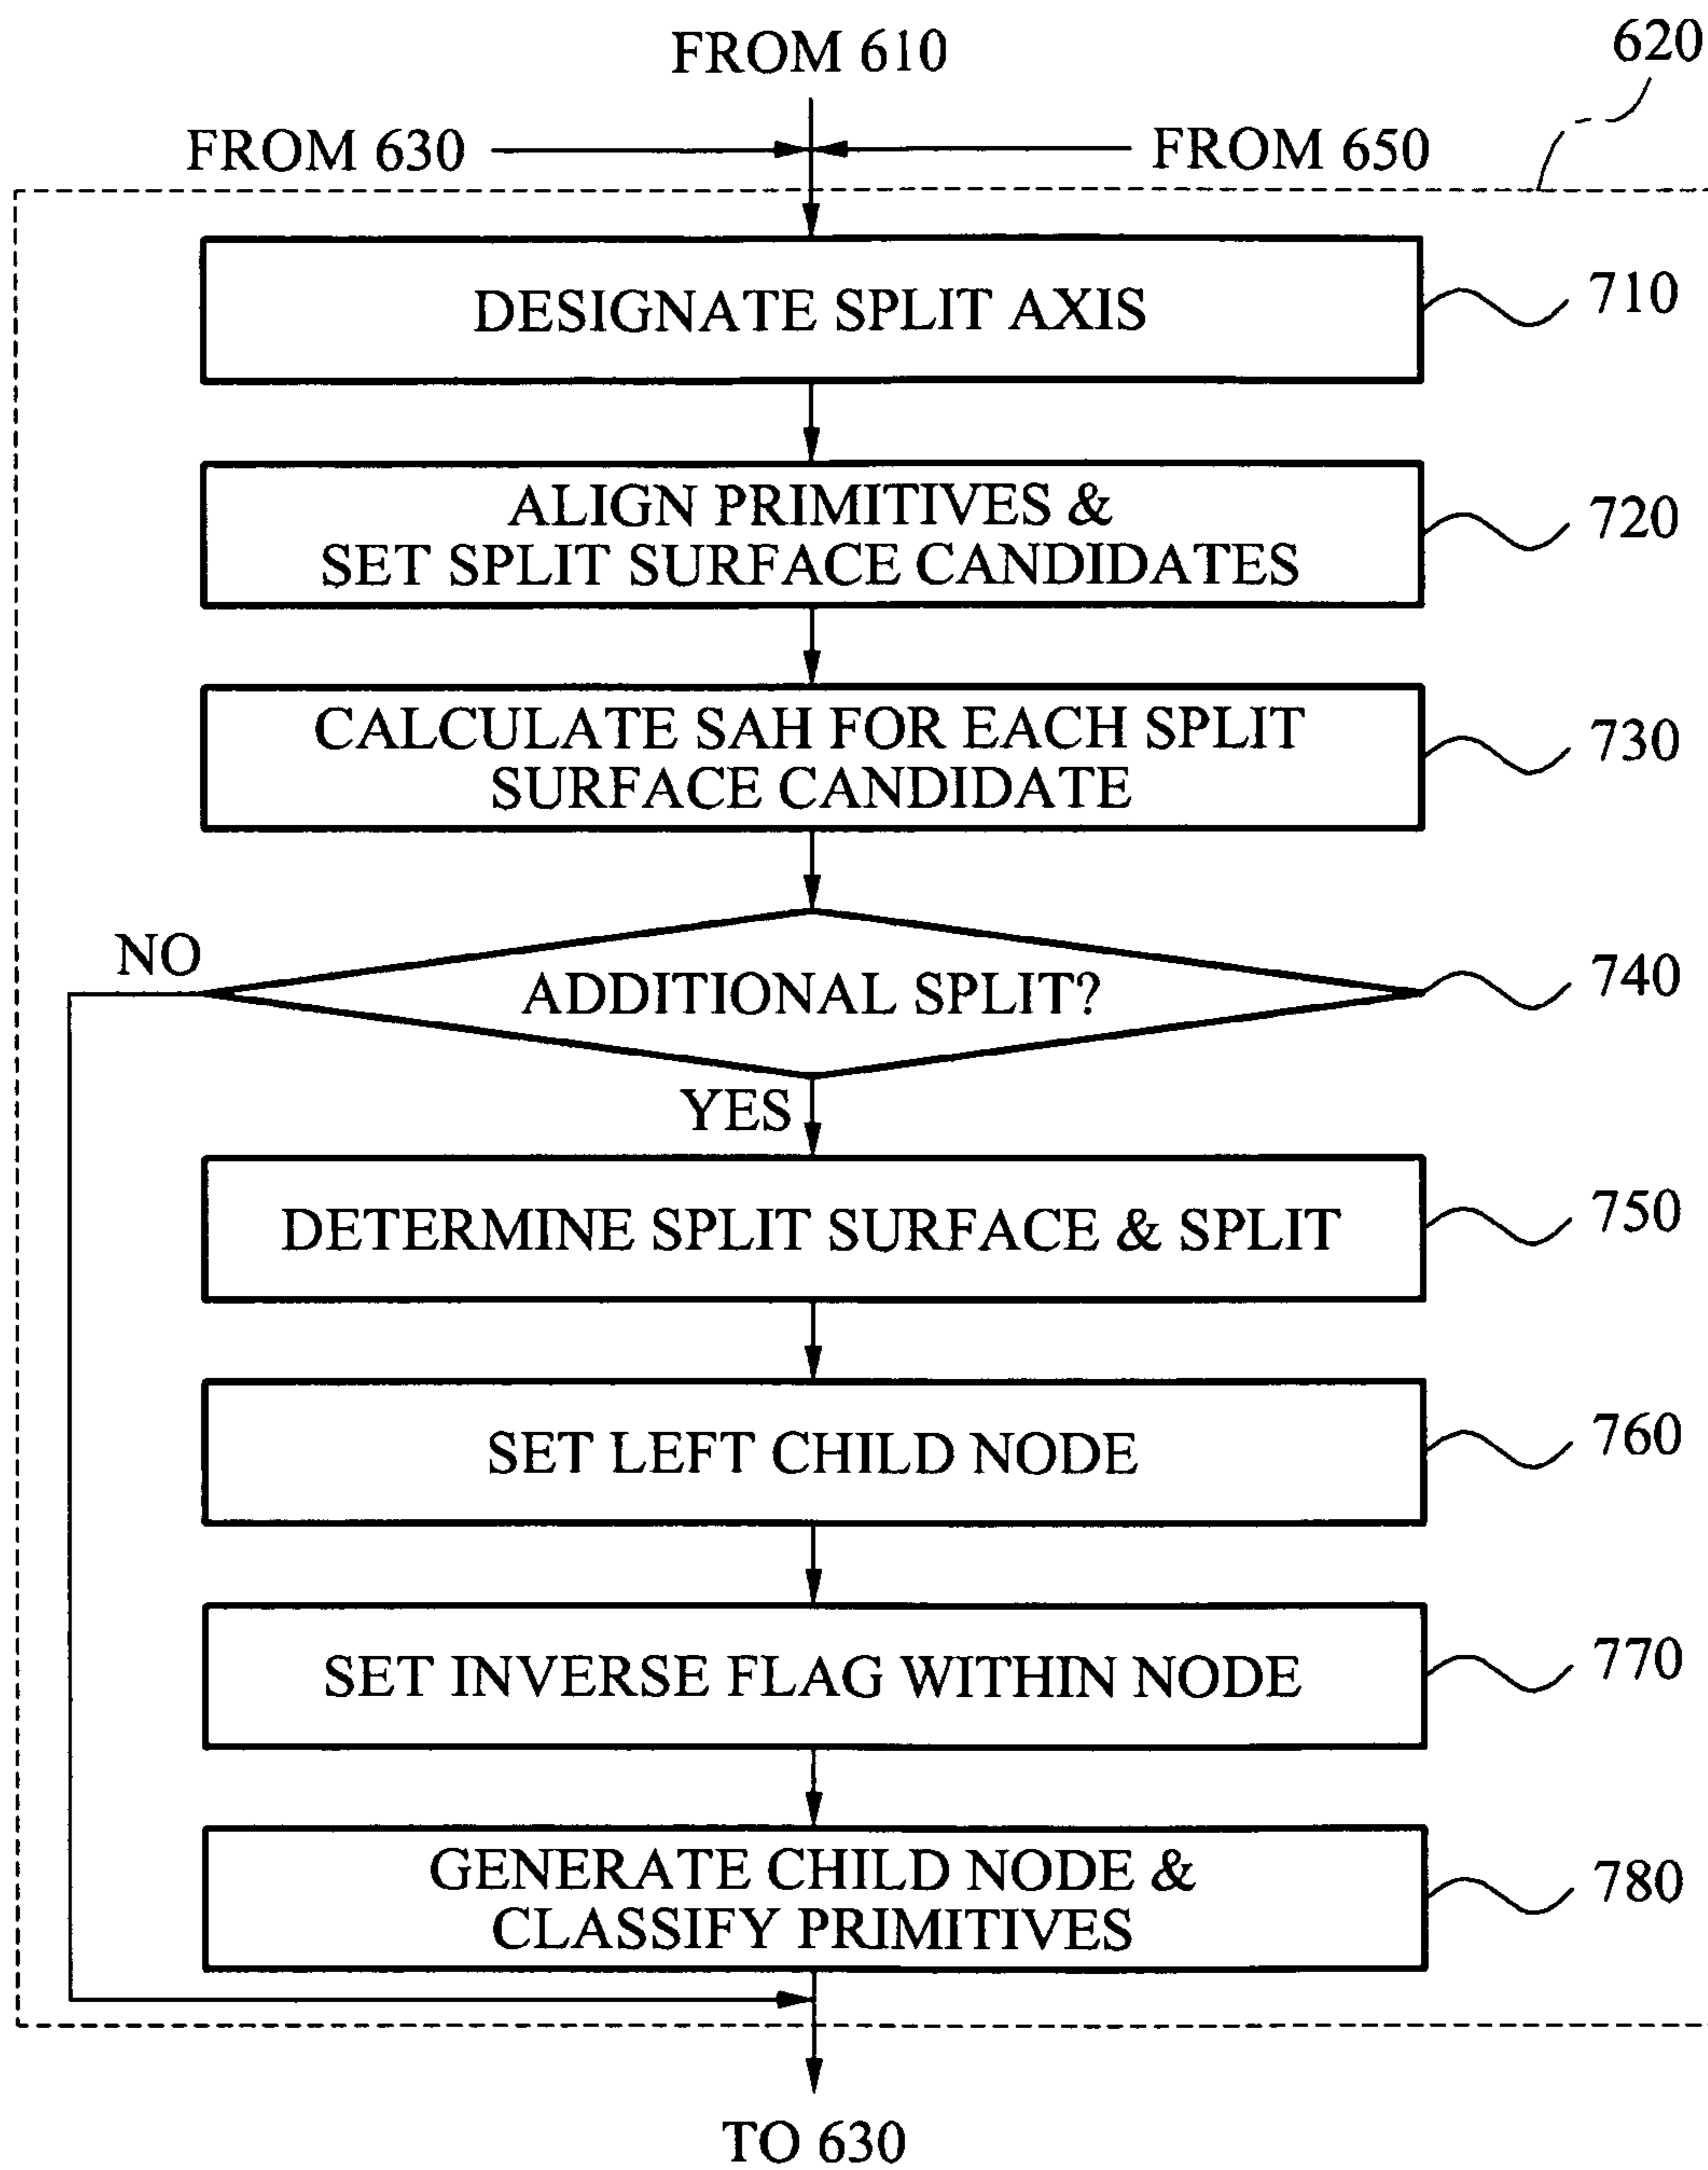 620
FROM 610
FROM 630
FROM 650
DESIGNATE SPLIT AXIS
710
ALIGN PRIMITIVES &
SET SPLIT SURFACE CANDIDATES
720
CALCULATE SAH FOR EACH SPLIT
SURFACE CANDIDATE
730
NO
ADDITIONAL SPLIT?
740
YES
DETERMINE SPLIT SURFACE & SPLIT
750
SET LEFT CHILD NODE
760
SET INVERSE FLAG WITHIN NODE
770
GENERATE CHILD NODE &
CLASSIFY PRIMITIVES
780
TO 630